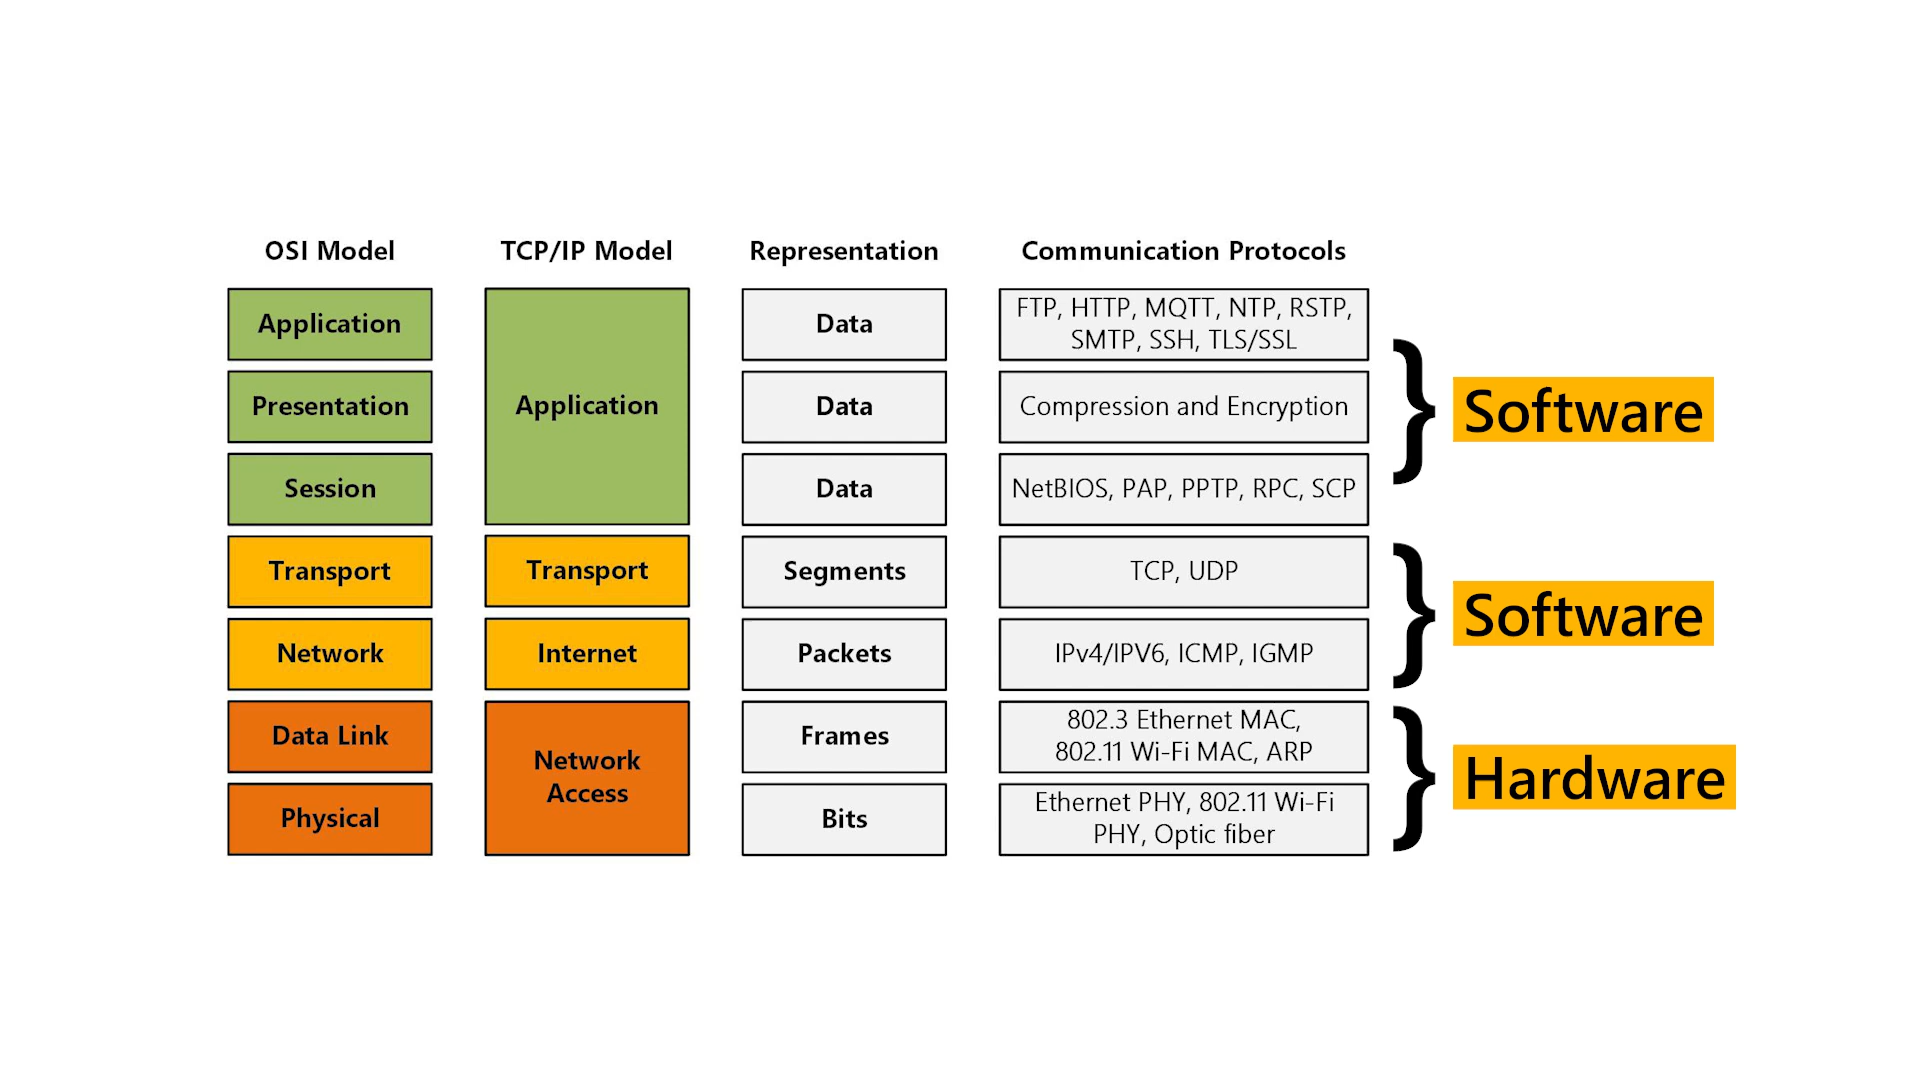 OSI Model
TCP/IP Model
Representation
Communication Protocols
Application
Application
Data
FTP, HTTP, MQTT, NTP, RSTP,
SMTP, SSH, TLS/SSL
Presentation
Data
Compression and Encryption
Software
Session
Data
NetBIOS, PAP, PPTP, RPC, SCP
Transport
Transport
Segments
TCP, UDP
Software
Network
Internet
Packets
IPv4/IPV6, ICMP, IGMP
Data Link
Network
Access
Frames
802.3 Ethernet MAC,
802.11 Wi-Fi MAC, ARP
Hardware
Physical
Bits
Ethernet PHY, 802.11 Wi-Fi
PHY, Optic fiber